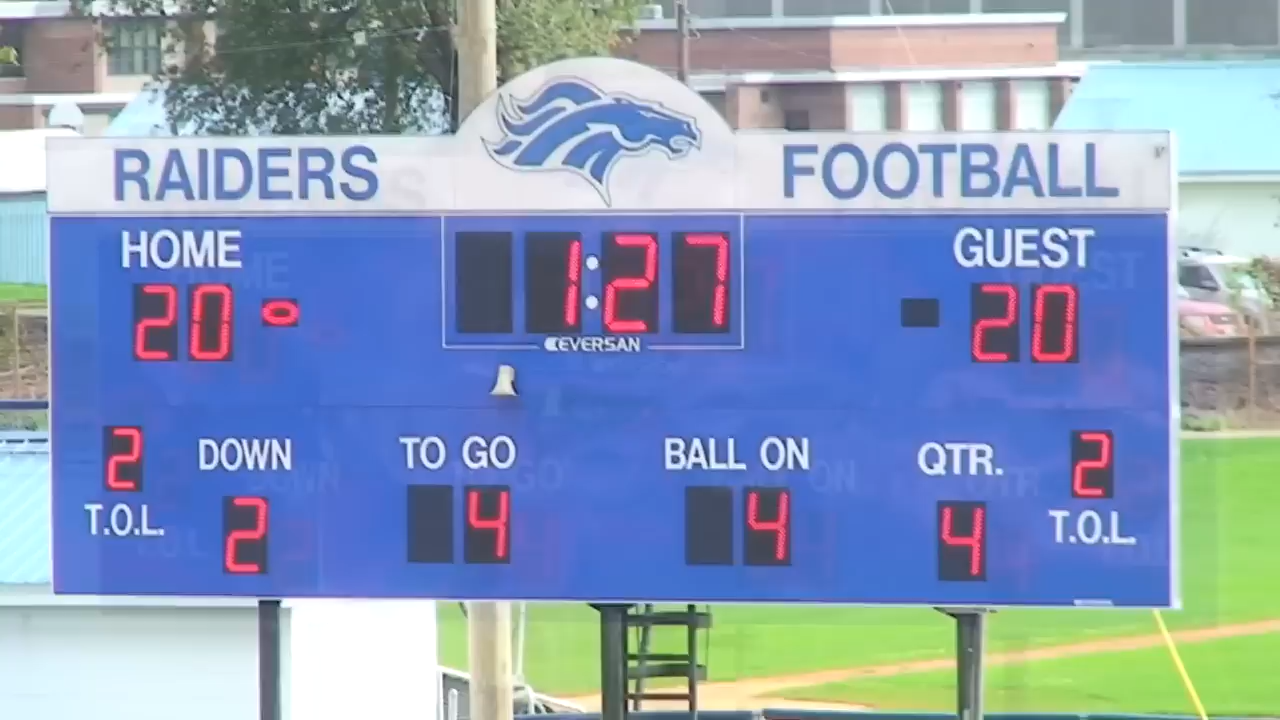 RAIDERS FOOTBALL
HOME 1:27 GUEST
20 20
EVERSAN
2 DOWN TO GO BALL ON QTR. 2
T.O.L. 2 4 4 4 T.O.L.